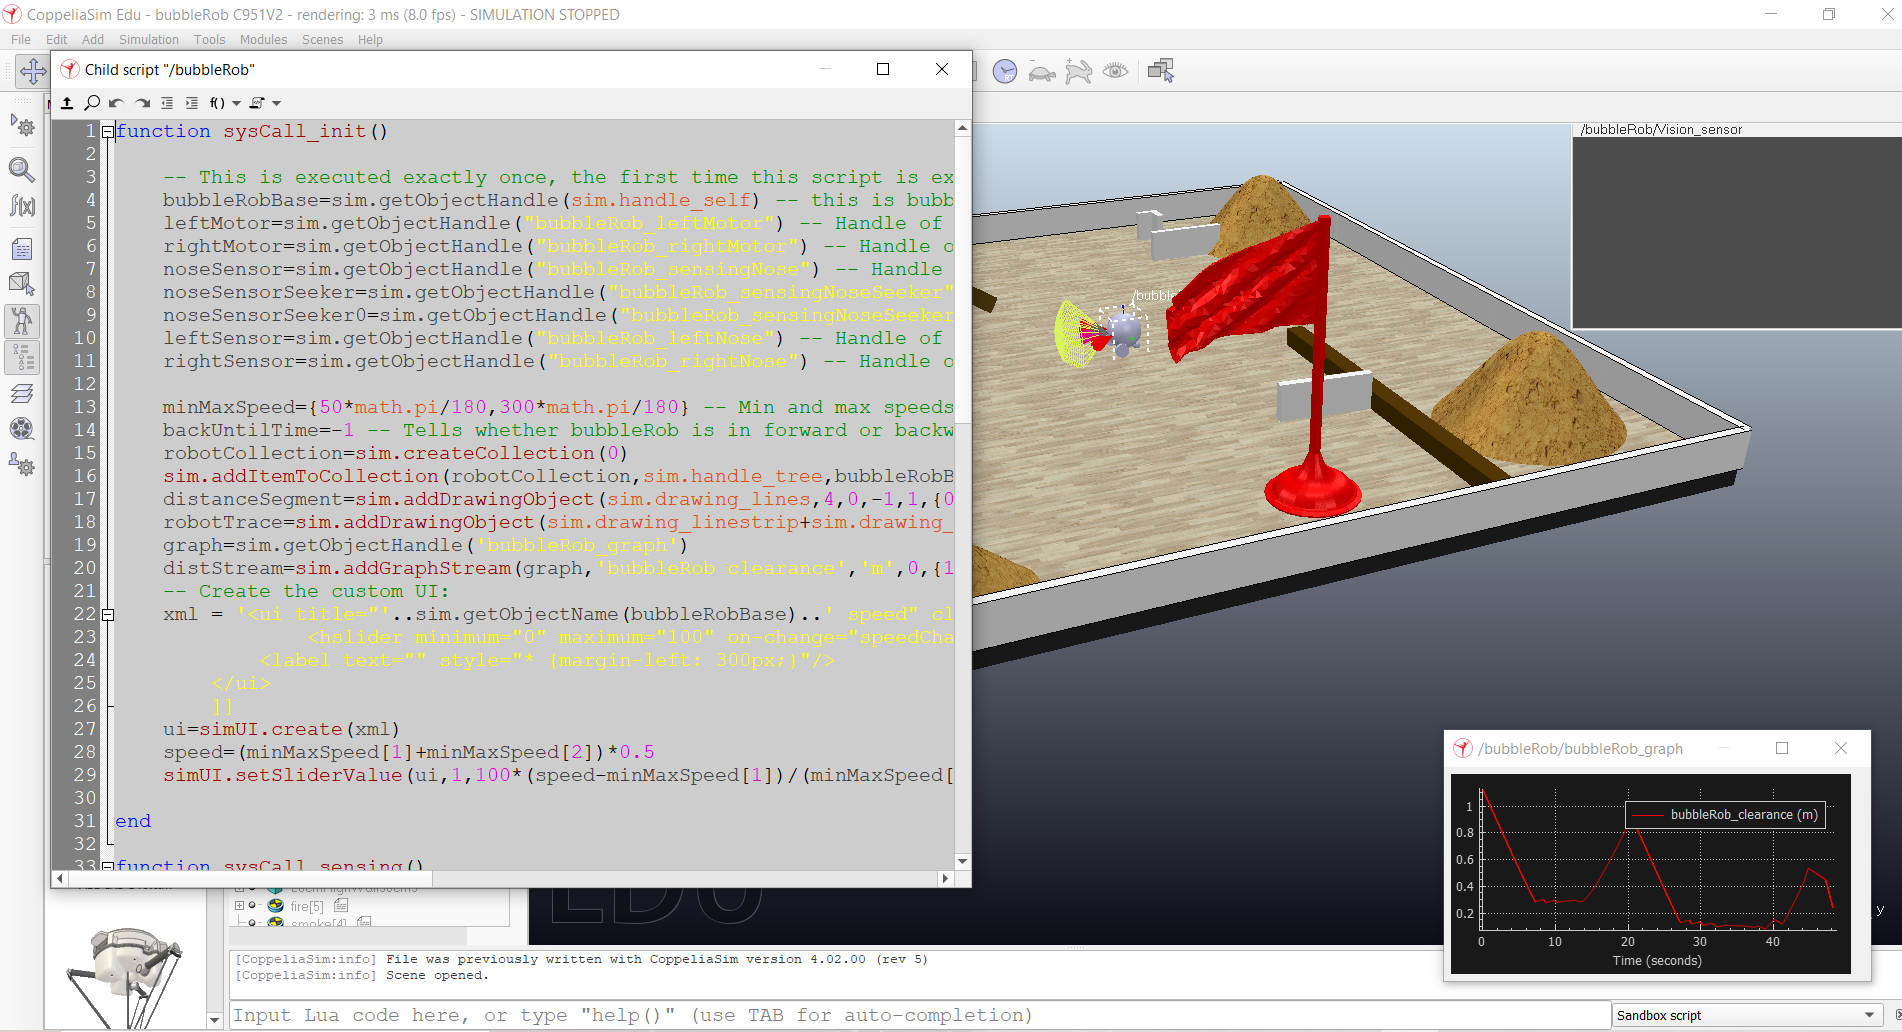 CoppeliaSim Edu - bubbleRob C951V2 - rendering: 3 ms (8.0 fps) - SIMULATION STOPPED
File Edit Add Simulation Tools Modules Scenes Help
Child script "/bubbleRob"
f()
1 function sysCall_init()
2
3 -- This is executed exactly once, the first time this script is ex
4 bubbleRobBase=sim.getObjectHandle(sim.handle_self) -- this is bubb
5 leftMotor=sim.getObjectHandle("bubbleRob_leftMotor") -- Handle of
6 rightMotor=sim.getObjectHandle("bubbleRob_rightMotor") -- Handle o
7 noseSensor=sim.getObjectHandle("bubbleRob_sensingNose") -- Handle
8 noseSensorSeeker=sim.getObjectHandle("bubbleRob_sensingNoseSeeker"
9 noseSensorSeeker0=sim.getObjectHandle("bubbleRob_sensingNoseSeeker
10 leftSensor=sim.getObjectHandle("bubbleRob_leftNose") -- Handle of
11 rightSensor=sim.getObjectHandle("bubbleRob_rightNose") -- Handle o
12
13 minMaxSpeed={50*math.pi/180,300*math.pi/180} -- Min and max speeds
14 backUntilTime=-1 -- Tells whether bubbleRob is in forward or backw
15 robotCollection=sim.createCollection(0)
16 sim.addItemToCollection(robotCollection,sim.handle_tree,bubbleRobB
17 distanceSegment=sim.addDrawingObject(sim.drawing_lines,4,0,-1,1,{0
18 robotTrace=sim.addDrawingObject(sim.drawing_linestrip+sim.drawing_
19 graph=sim.getObjectHandle('bubbleRob_graph')
20 distStream=sim.addGraphStream(graph,'bubbleRob clearance','m',0,{1
21 -- Create the custom UI:
22 xml = '<ui title="'..sim.getObjectName(bubbleRobBase)..' speed" cl
23 <hslider minimum="0" maximum="100" on-change="speedCha
24 <label text="" style="* {margin-left: 300px;}"/>
25 </ui>
26 ]]
27 ui=simUI.create(xml)
28 speed=(minMaxSpeed[1]+minMaxSpeed[2])*0.5
29 simUI.setSliderValue(ui,1,100*(speed-minMaxSpeed[1])/(minMaxSpeed[
30
31 end
32
33 function sysCall_sensing()
f(x)
/bubbleRob/Vision_sensor
/bubble
fire[5]
smoke[4]
EDU
y
/bubbleRob/bubbleRob_graph
bubbleRob_clearance (m)
1
0.8
0.6
0.4
0.2
0 10 20 30 40
Time (seconds)
[CoppeliaSim:info] File was previously written with CoppeliaSim version 4.02.00 (rev 5)
[CoppeliaSim:info] Scene opened.
Input Lua code here, or type "help()" (use TAB for auto-completion)
Sandbox script